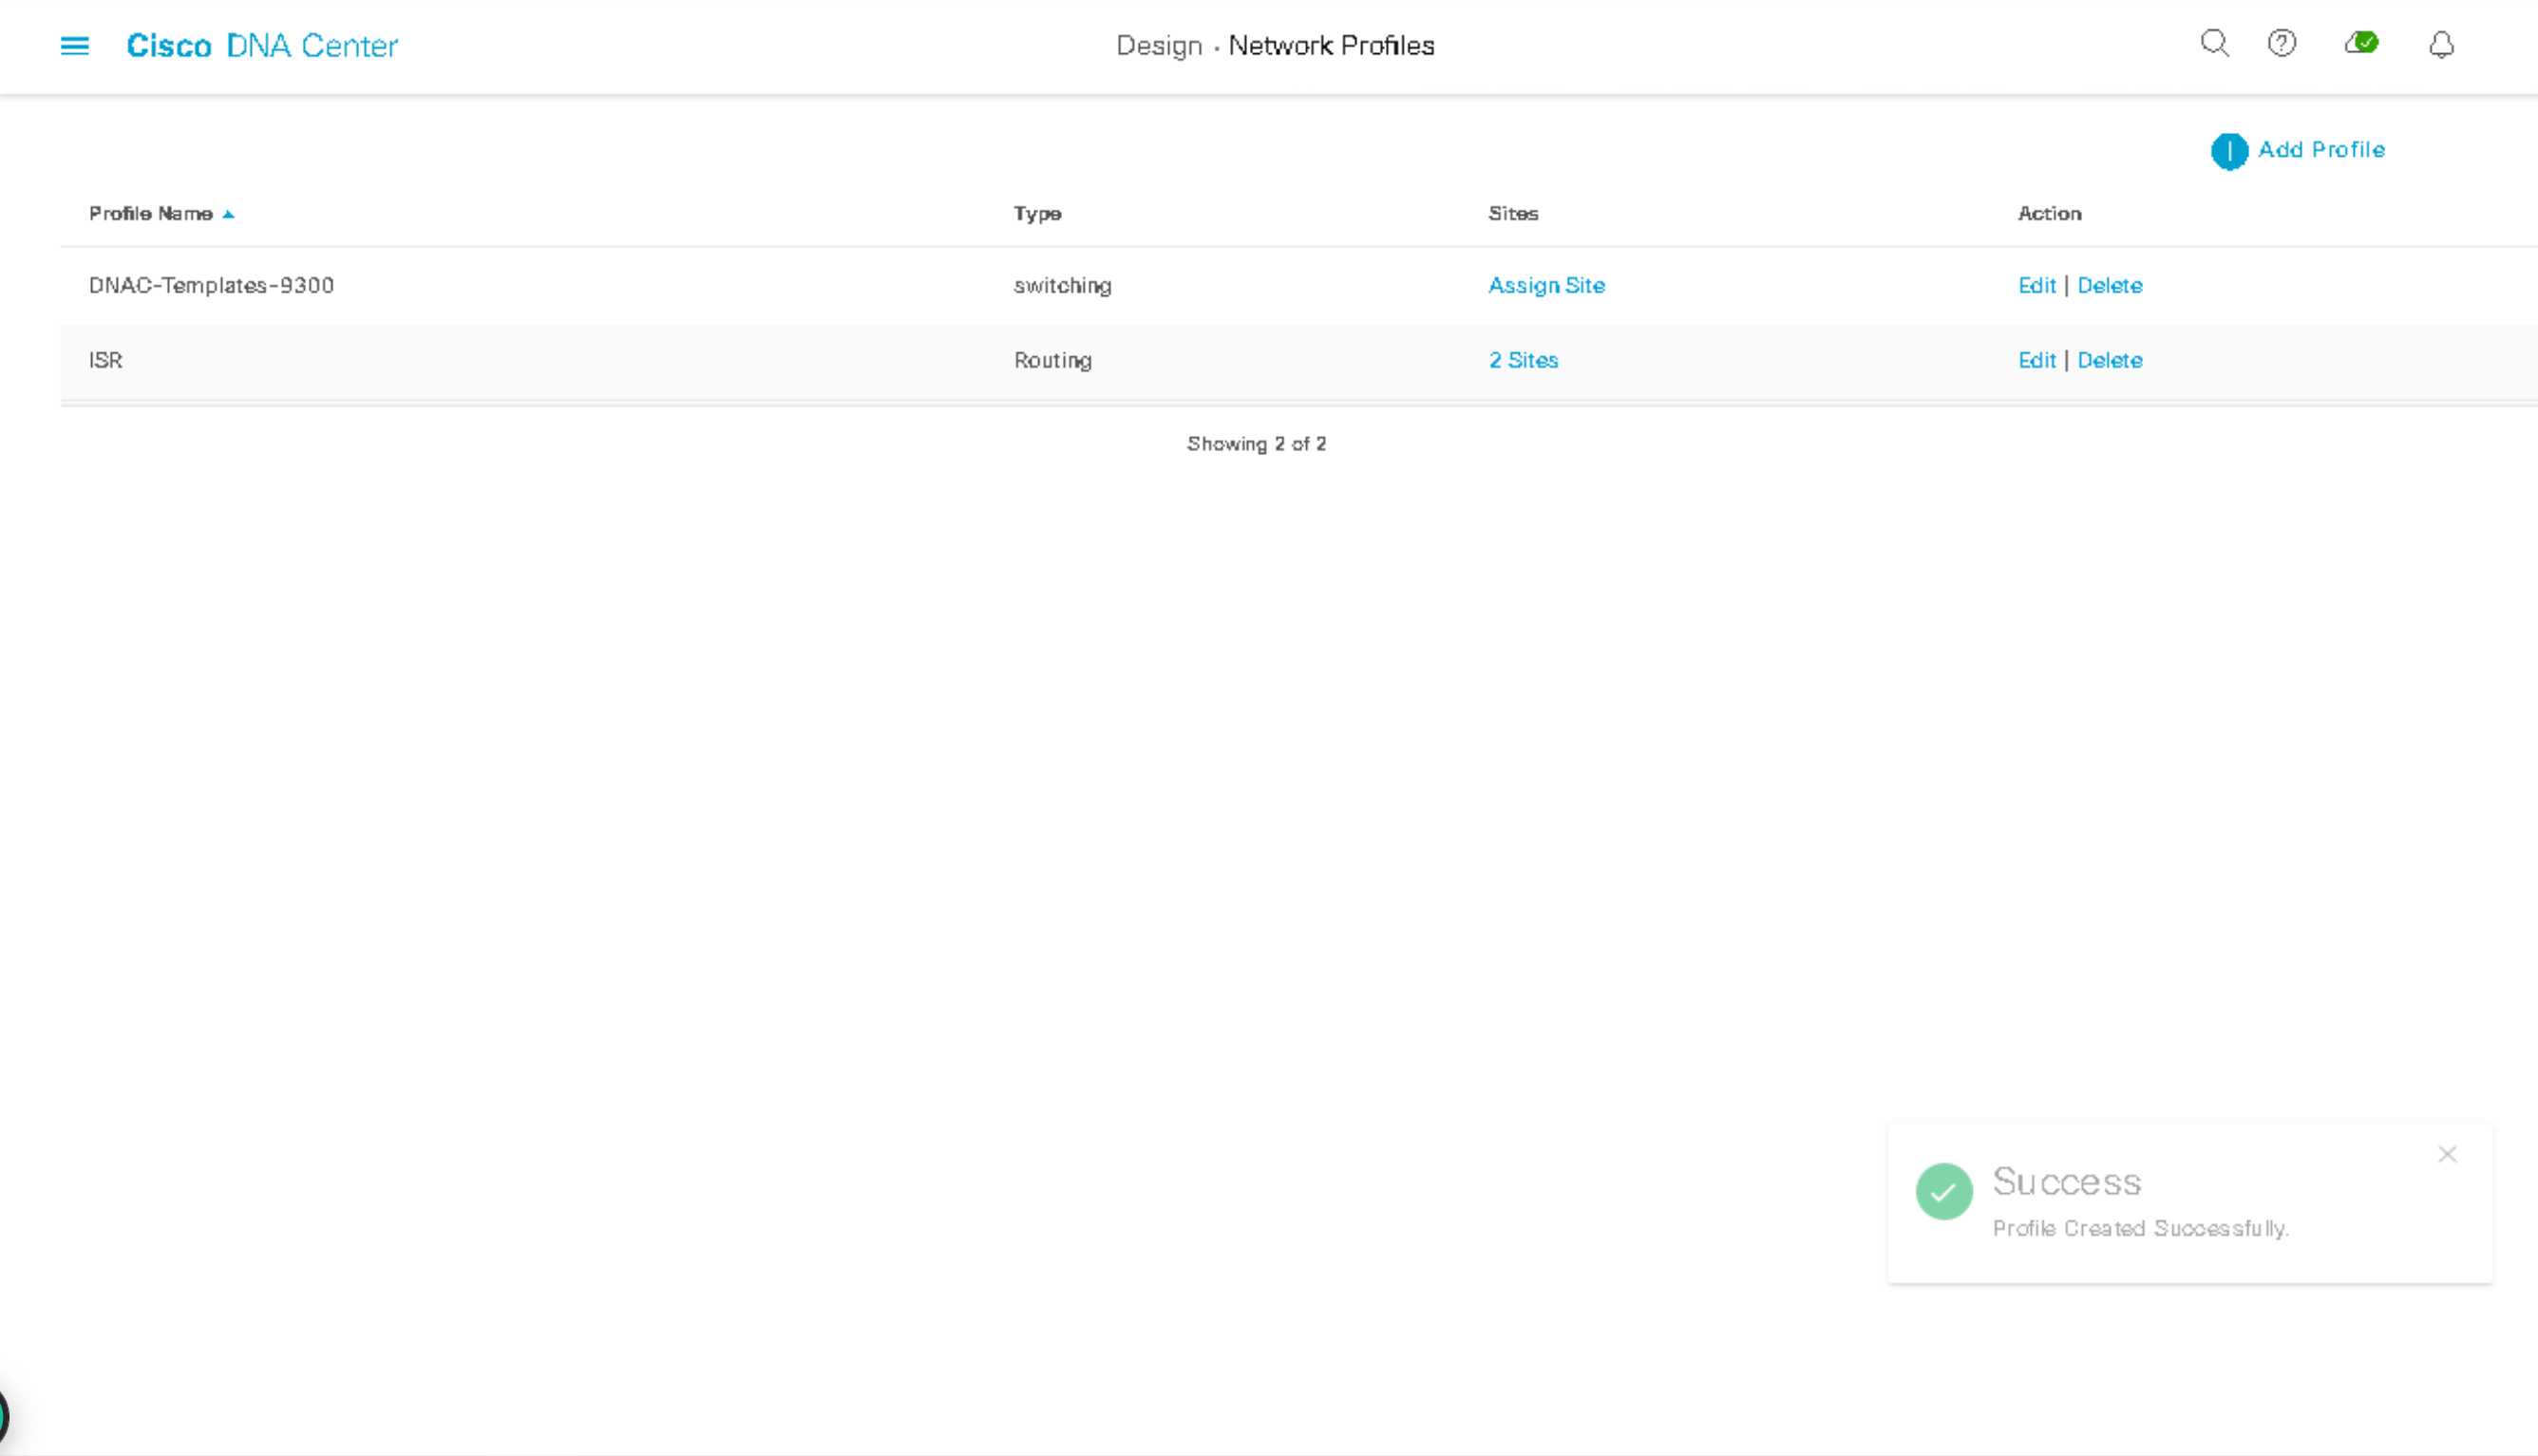 Cisco DNA Center
Design · Network Profiles
Add Profile
Profile Name Type Sites Action
DNAC-Templates-9300 switching Assign Site Edit | Delete
ISR Routing 2 Sites Edit | Delete
Showing 2 of 2
Success
Profile Created Successfully.